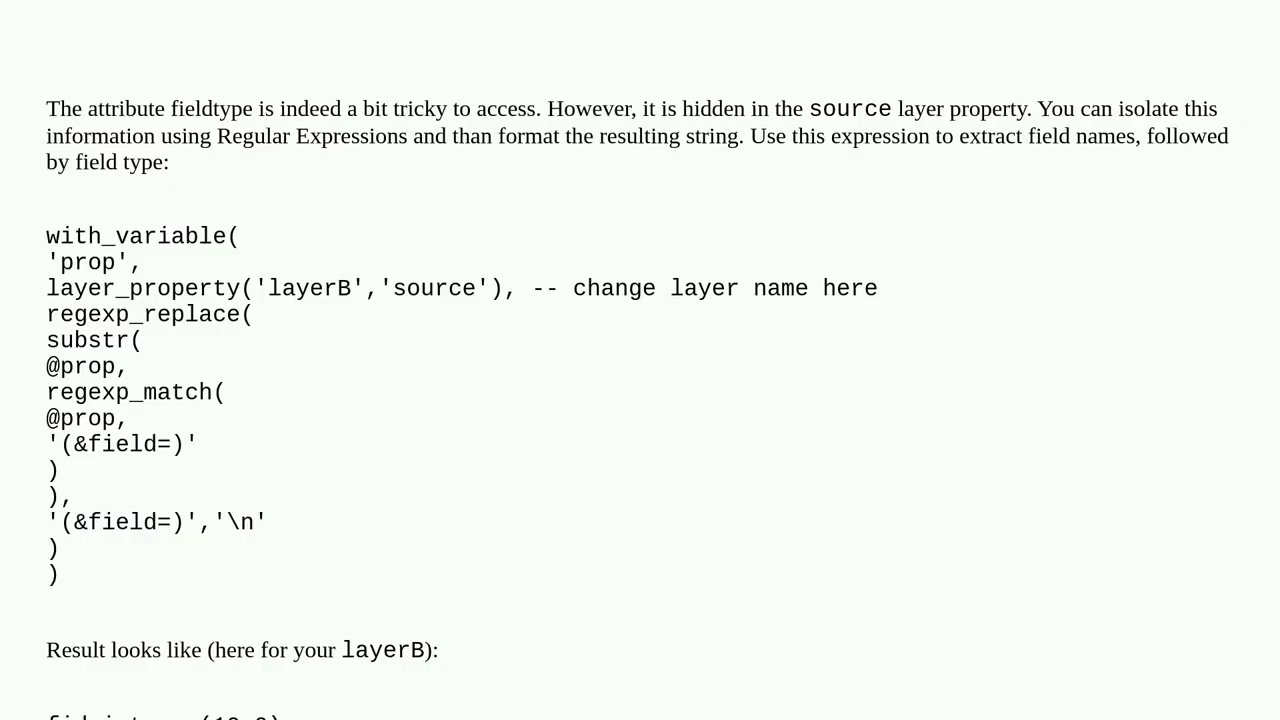 The attribute fieldtype is indeed a bit tricky to access. However, it is hidden in the source layer property. You can isolate this
information using Regular Expressions and than format the resulting string. Use this expression to extract field names, followed
by field type:
with_variable(
'prop',
layer_property('layerB','source'), -- change layer name here
regexp_replace(
substr(
@prop,
regexp_match(
@prop,
'(&field=)'
)
),
'(&field=)','\n'
)
)
Result looks like (here for your layerB):